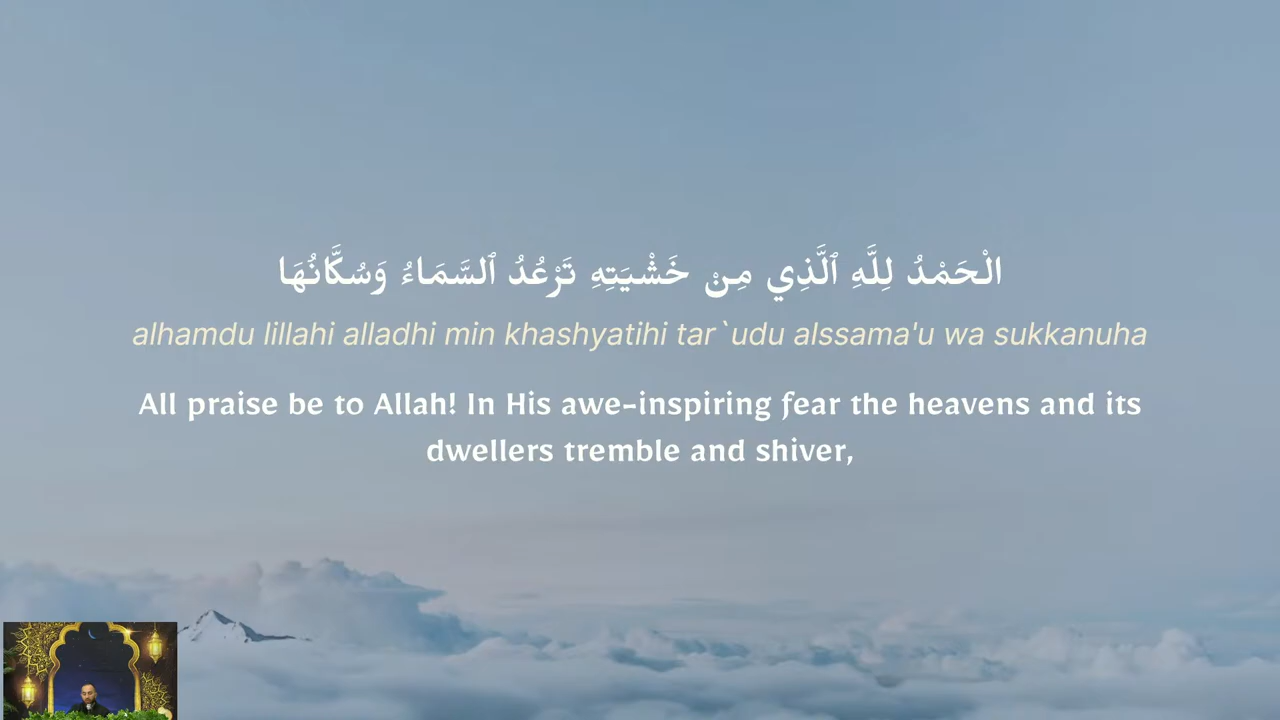 الْحَمْدُ لِلَّهِ ٱلَّذِي مِنْ خَشْيَتِهِ تَرْعُدُ ٱلسَّمَاءُ وَسُكَّانُهَا
alhamdu lillahi alladhi min khashyatihi tar`udu alssama'u wa sukkanuha
All praise be to Allah! In His awe-inspiring fear the heavens and its
dwellers tremble and shiver,